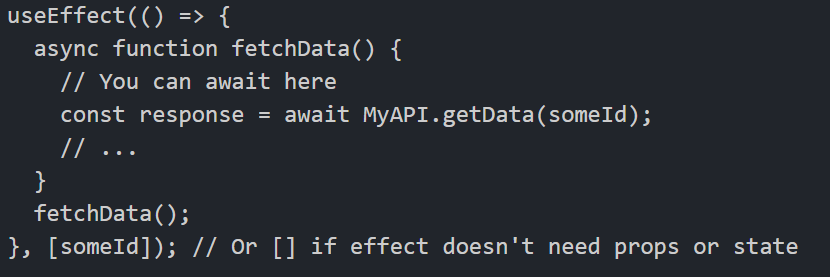 useEffect(() => {
  async function fetchData() {
    // You can await here
    const response = await MyAPI.getData(someId);
    // ...
  }
  fetchData();
}, [someId]); // Or [] if effect doesn't need props or state